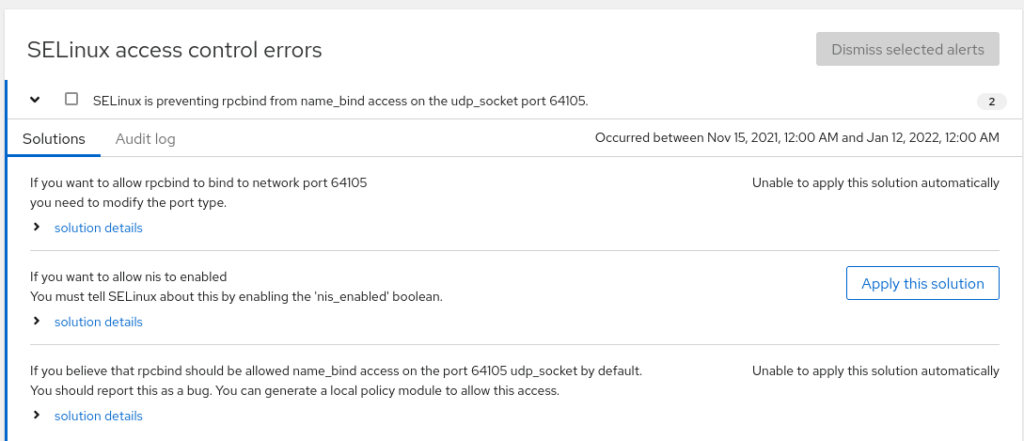 SELinux access control errors
Dismiss selected alerts
SELinux is preventing rpcbind from name_bind access on the udp_socket port 64105.
2
Solutions
Audit log
Occurred between Nov 15, 2021, 12:00 AM and Jan 12, 2022, 12:00 AM
If you want to allow rpcbind to bind to network port 64105
you need to modify the port type.
Unable to apply this solution automatically
solution details
If you want to allow nis to enabled
You must tell SELinux about this by enabling the 'nis_enabled' boolean.
Apply this solution
solution details
If you believe that rpcbind should be allowed name_bind access on the port 64105 udp_socket by default.
You should report this as a bug. You can generate a local policy module to allow this access.
Unable to apply this solution automatically
solution details